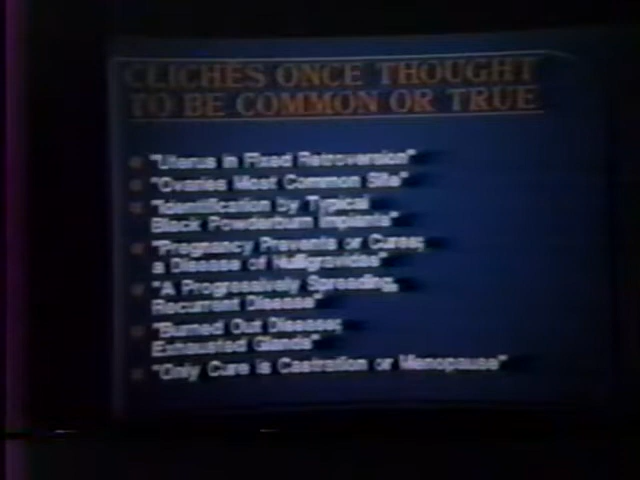 CLICHÉS ONCE THOUGHT
TO BE COMMON OR TRUE
"Uterus in Fixed Retroversion"
"Ovaries Most Common Site"
"Identification by Typical
Black Powderburn Implants"
"Pregnancy Prevents or Cures;
a Disease of Nulligravidas"
"A Progressively Spreading,
Recurrent Disease"
"Burned Out Disease;
Exhausted Glands"
"Only Cure is Castration or Menopause"